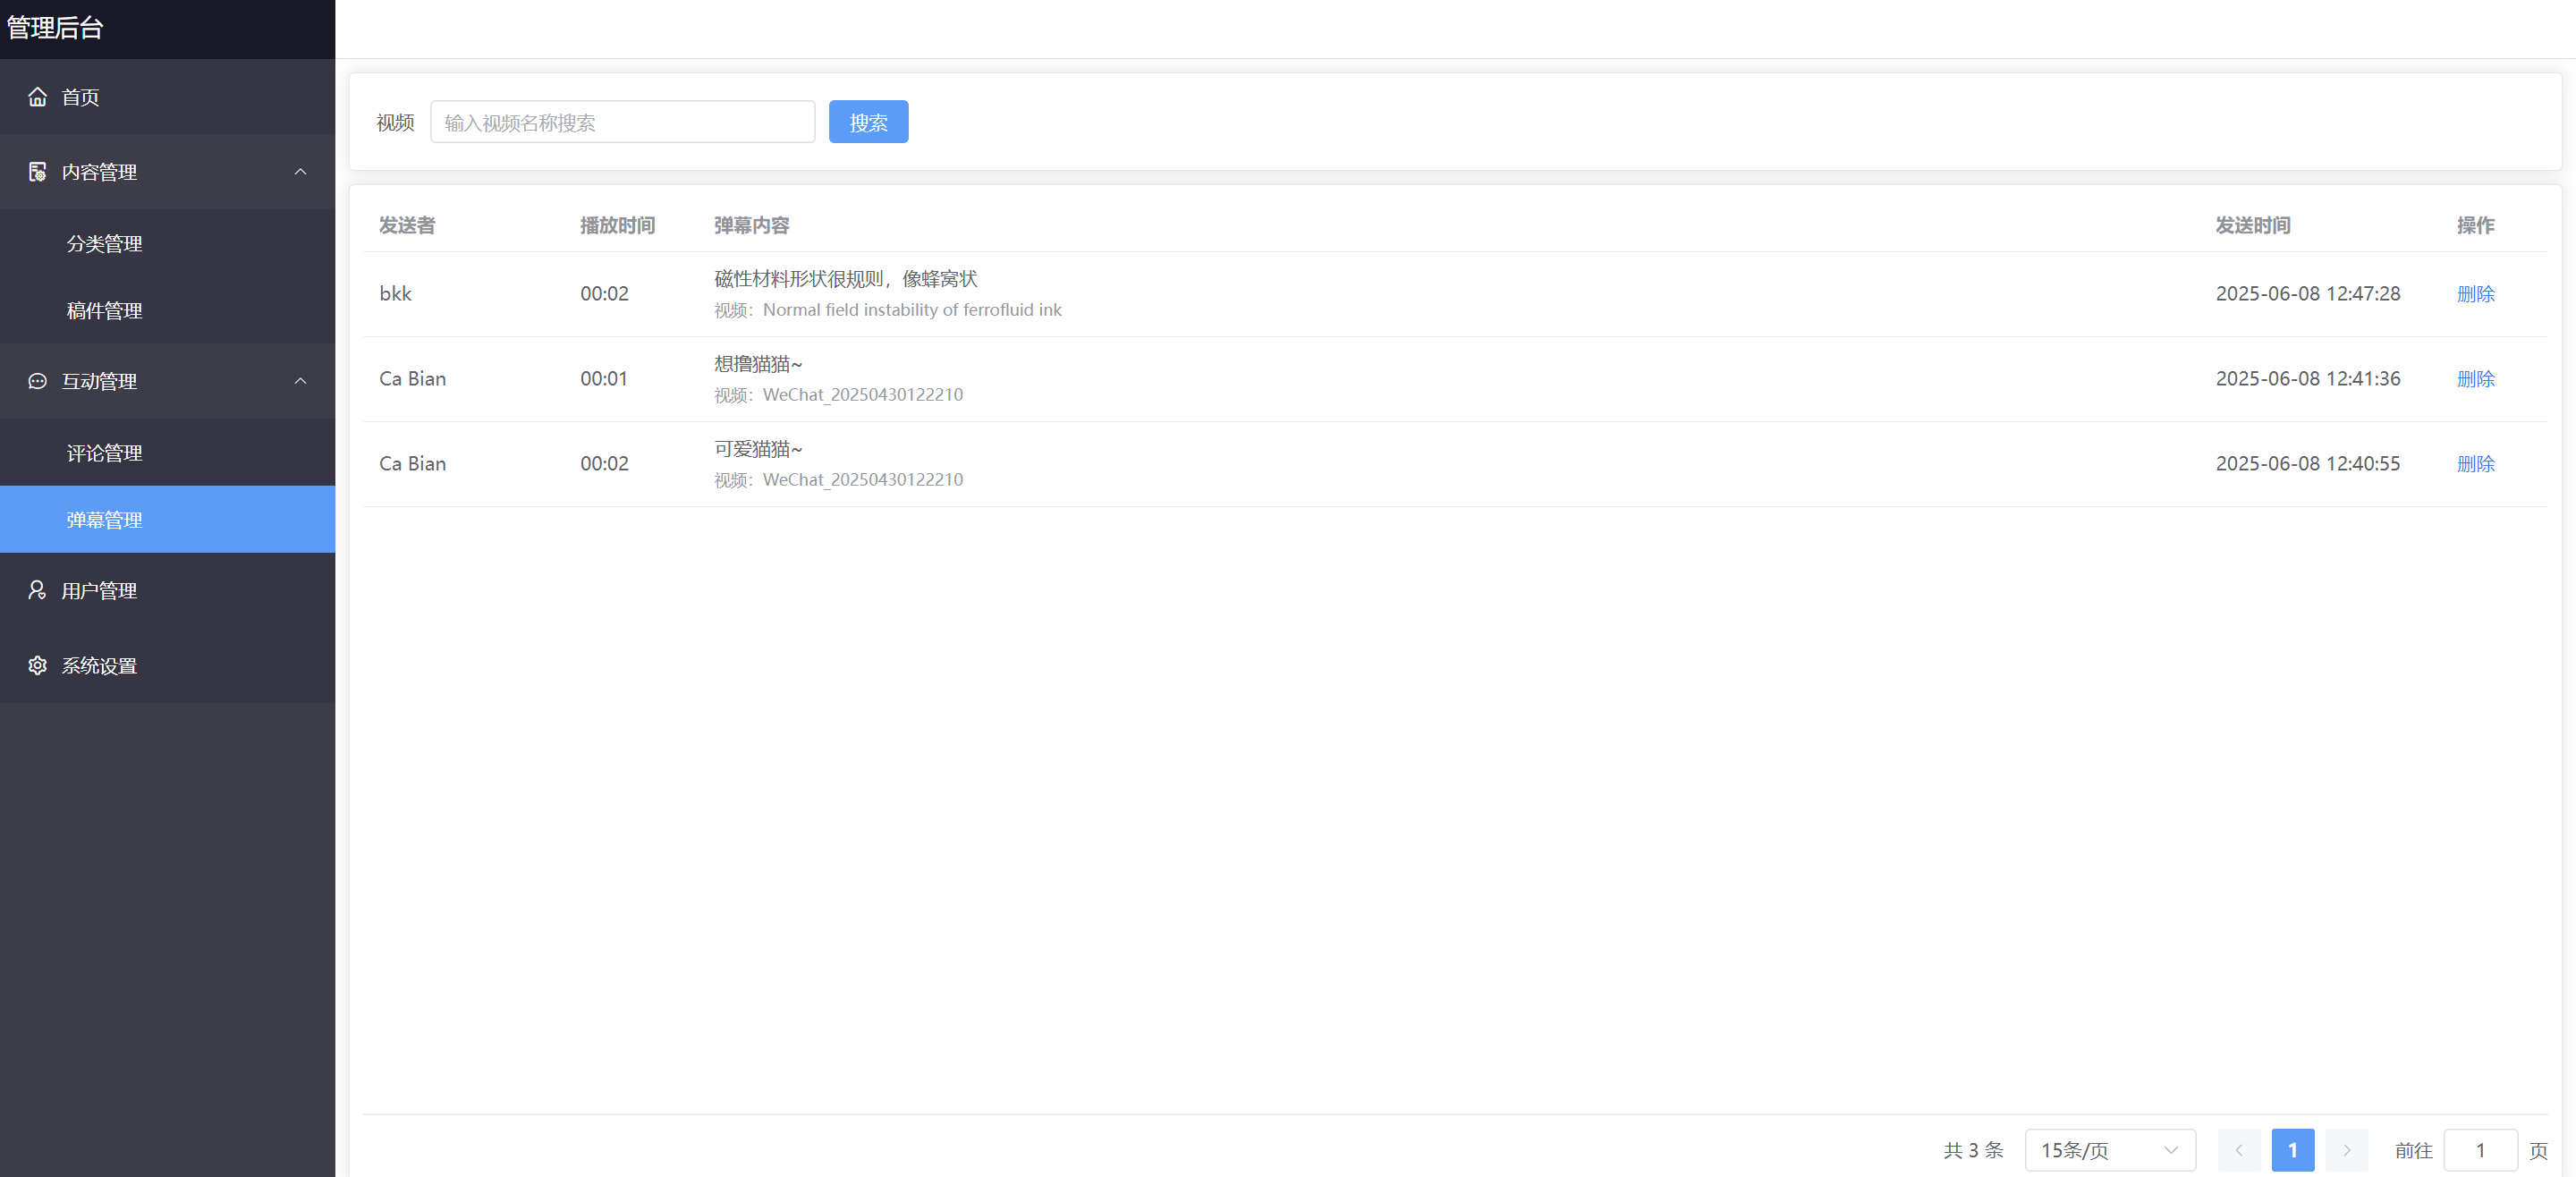 管理后台
首页
内容管理
分类管理
稿件管理
互动管理
评论管理
弹幕管理
用户管理
系统设置
视频 输入视频名称搜索 搜索
发送者 播放时间 弹幕内容 发送时间 操作
bkk 00:02 磁性材料形状很规则，像蜂窝状 2025-06-08 12:47:28 删除
视频：Normal field instability of ferrofluid ink
Ca Bian 00:01 想撸猫猫~ 2025-06-08 12:41:36 删除
视频：WeChat_20250430122210
Ca Bian 00:02 可爱猫猫~ 2025-06-08 12:40:55 删除
视频：WeChat_20250430122210
共 3 条 15条/页 1 前往 1 页